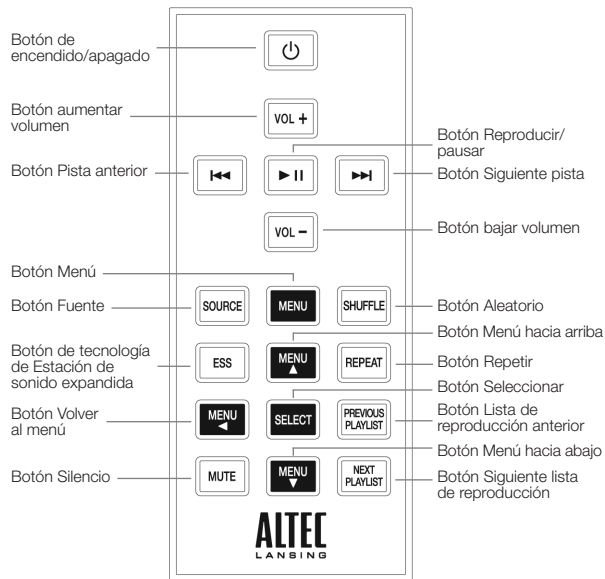 Botón de
encendido/apagado
Botón aumentar
volumen
VOL +
Botón Reproducir/
pausar
Botón Pista anterior
Botón Siguiente pista
VOL –
Botón bajar volumen
Botón Menú
Botón Fuente
SOURCE
MENU
SHUFFLE
Botón Aleatorio
Botón Menú hacia arriba
Botón de tecnología
de Estación de
sonido expandida
ESS
MENU
REPEAT
Botón Repetir
Botón Seleccionar
Botón Volver
al menú
MENU
SELECT
PREVIOUS
PLAYLIST
Botón Lista de
reproducción anterior
Botón Menú hacia abajo
Botón Silencio
MUTE
MENU
NEXT
PLAYLIST
Botón Siguiente lista
de reproducción
ALTEC
LANSING